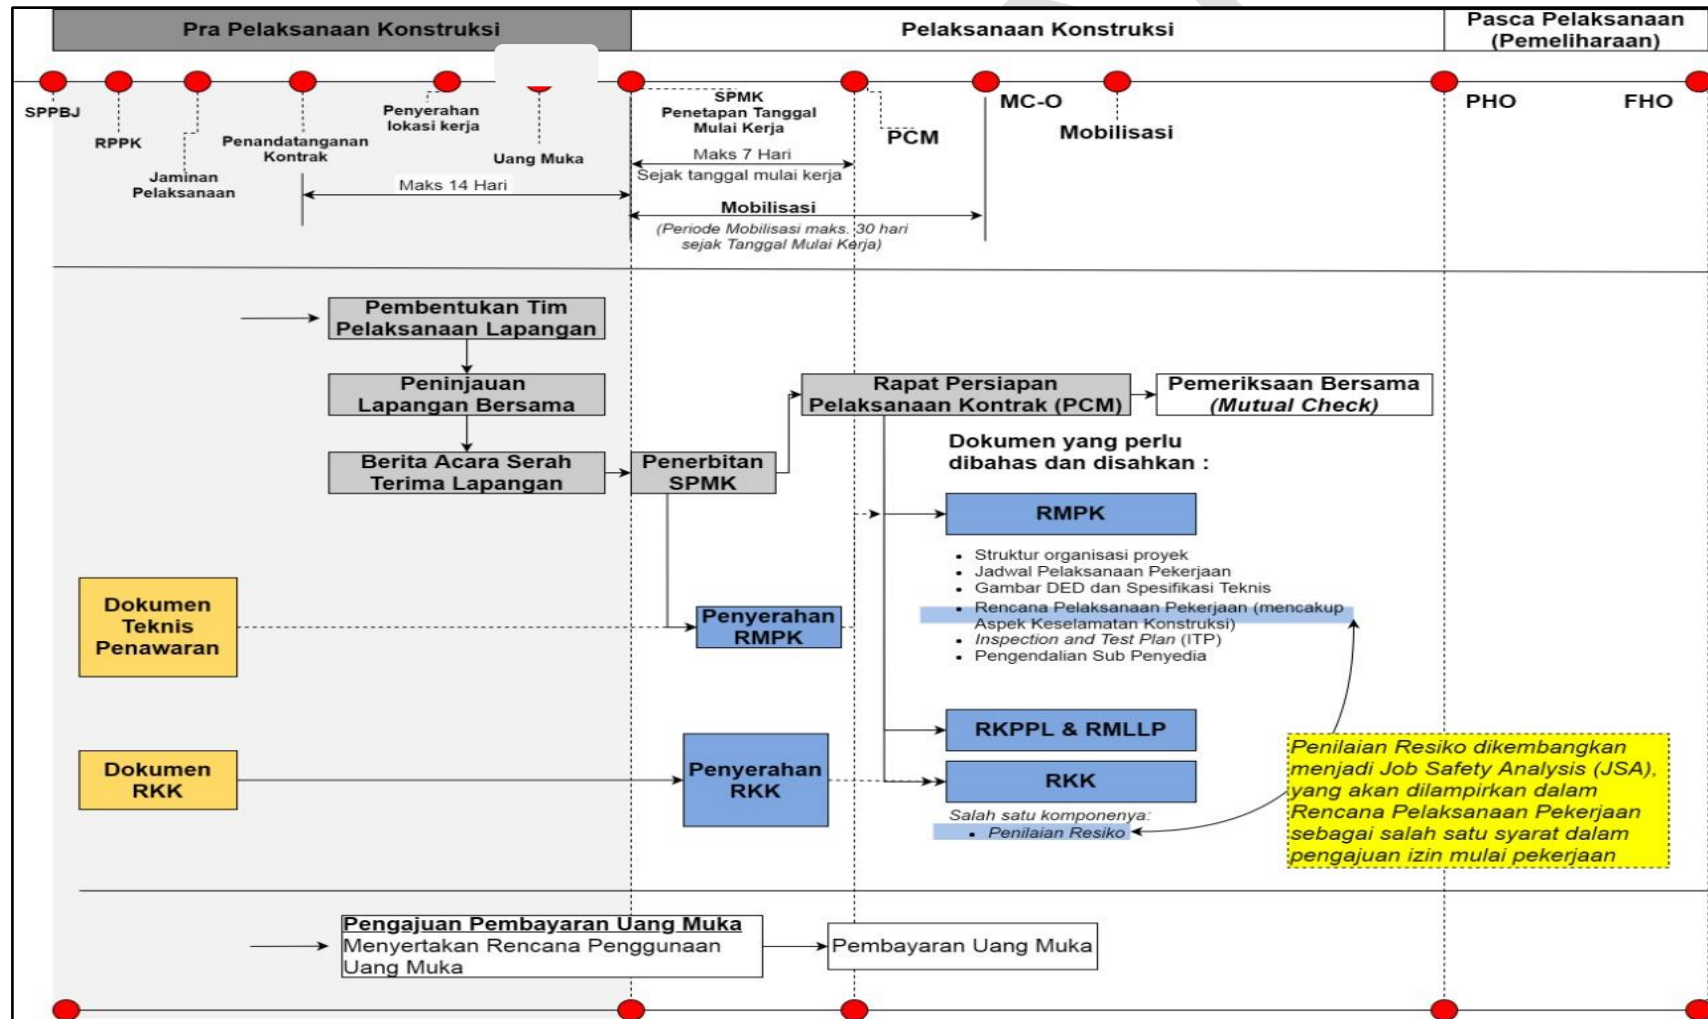 Pra Pelaksanaan Konstruksi
Pelaksanaan Konstruksi
Pasca Pelaksanaan
(Pemeliharaan)
SPPBJ
RPPK
Jaminan
Pelaksanaan
Penandatanganan
Kontrak
Penyerahan
lokasi kerja
Uang Muka
SPMK
Penetapan Tanggal
Mulai Kerja
PCM
MC-O
Mobilisasi
PHO
FHO
Maks 14 Hari
Maks 7 Hari
Sejak tanggal mulai kerja
Mobilisasi
(Periode Mobilisasi maks. 30 hari
sejak Tanggal Mulai Kerja)
Pembentukan Tim
Pelaksanaan Lapangan
Peninjauan
Lapangan Bersama
Berita Acara Serah
Terima Lapangan
Penerbitan
SPMK
Rapat Persiapan
Pelaksanaan Kontrak (PCM)
Pemeriksaan Bersama
(Mutual Check)
Dokumen yang perlu
dibahas dan disahkan :
RMPK
• Struktur organisasi proyek
• Jadwal Pelaksanaan Pekerjaan
• Gambar DED dan Spesifikasi Teknis
• Rencana Pelaksanaan Pekerjaan (mencakup
Aspek Keselamatan Konstruksi)
• Inspection and Test Plan (ITP)
• Pengendalian Sub Penyedia
Dokumen
Teknis
Penawaran
Penyerahan
RMPK
RKPPL & RMLLP
Dokumen
RKK
Penyerahan
RKK
RKK
Salah satu komponenya:
• Penilaian Resiko
Penilaian Resiko dikembangkan
menjadi Job Safety Analysis (JSA),
yang akan dilampirkan dalam
Rencana Pelaksanaan Pekerjaan
sebagai salah satu syarat dalam
pengajuan izin mulai pekerjaan
Pengajuan Pembayaran Uang Muka
Menyertakan Rencana Penggunaan
Uang Muka
Pembayaran Uang Muka